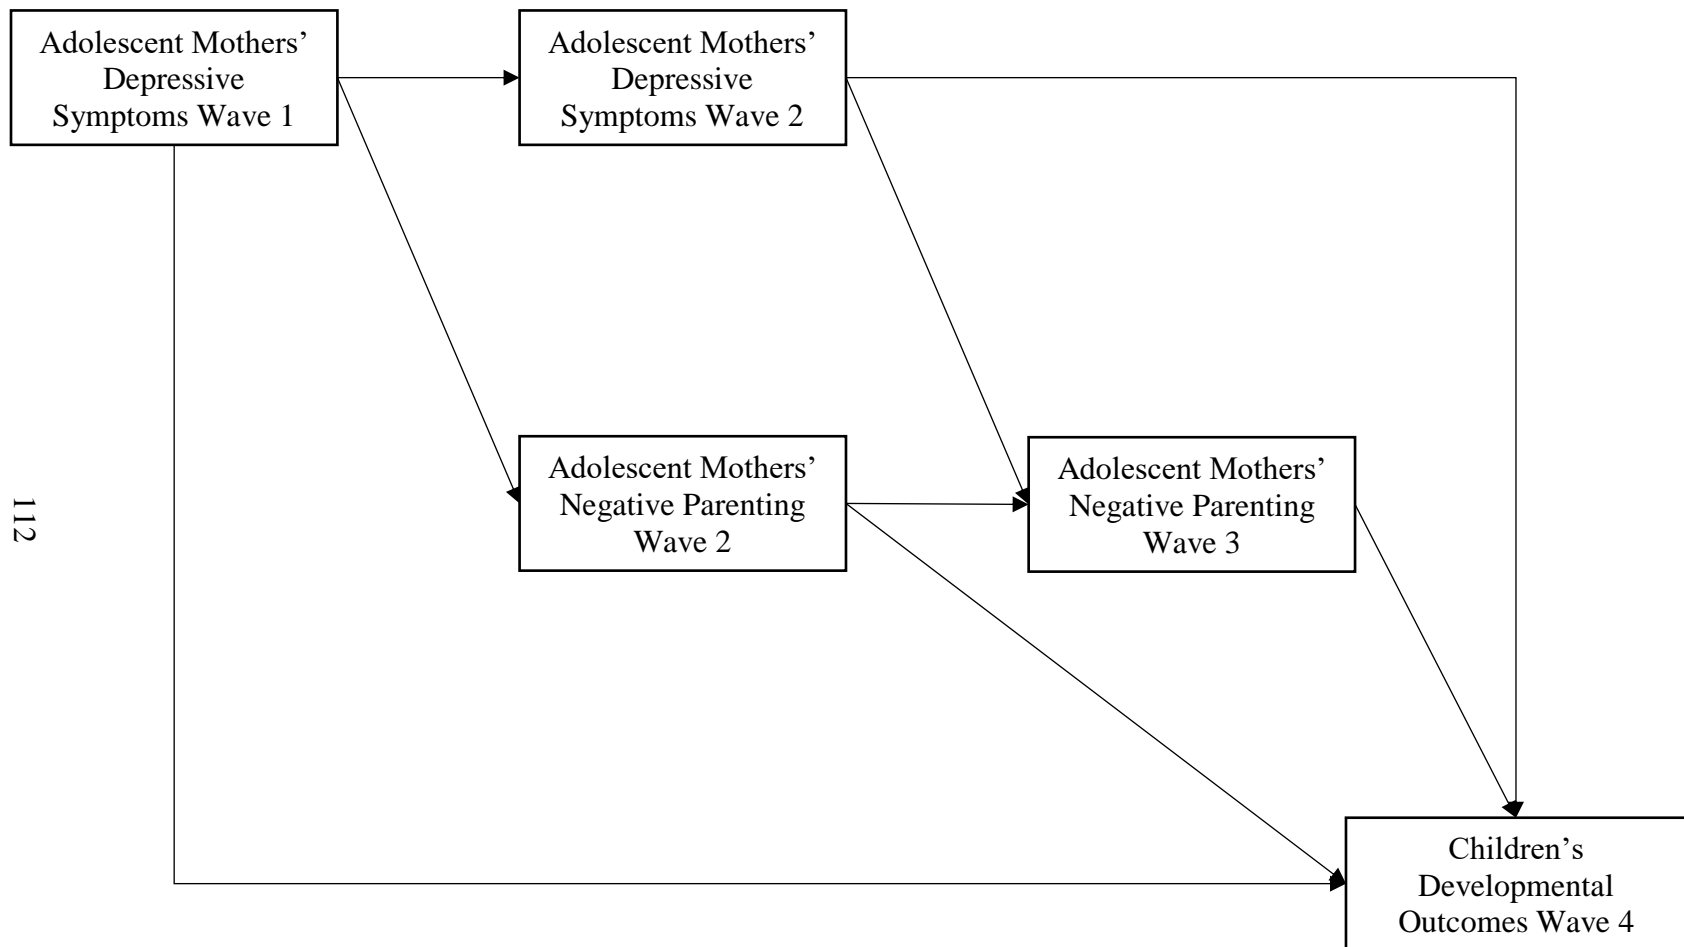 Adolescent Mothers’
Depressive
Symptoms Wave 1
Adolescent Mothers’
Depressive
Symptoms Wave 2
Adolescent Mothers’
Negative Parenting
Wave 2
Adolescent Mothers’
Negative Parenting
Wave 3
Children’s
Developmental
Outcomes Wave 4
112